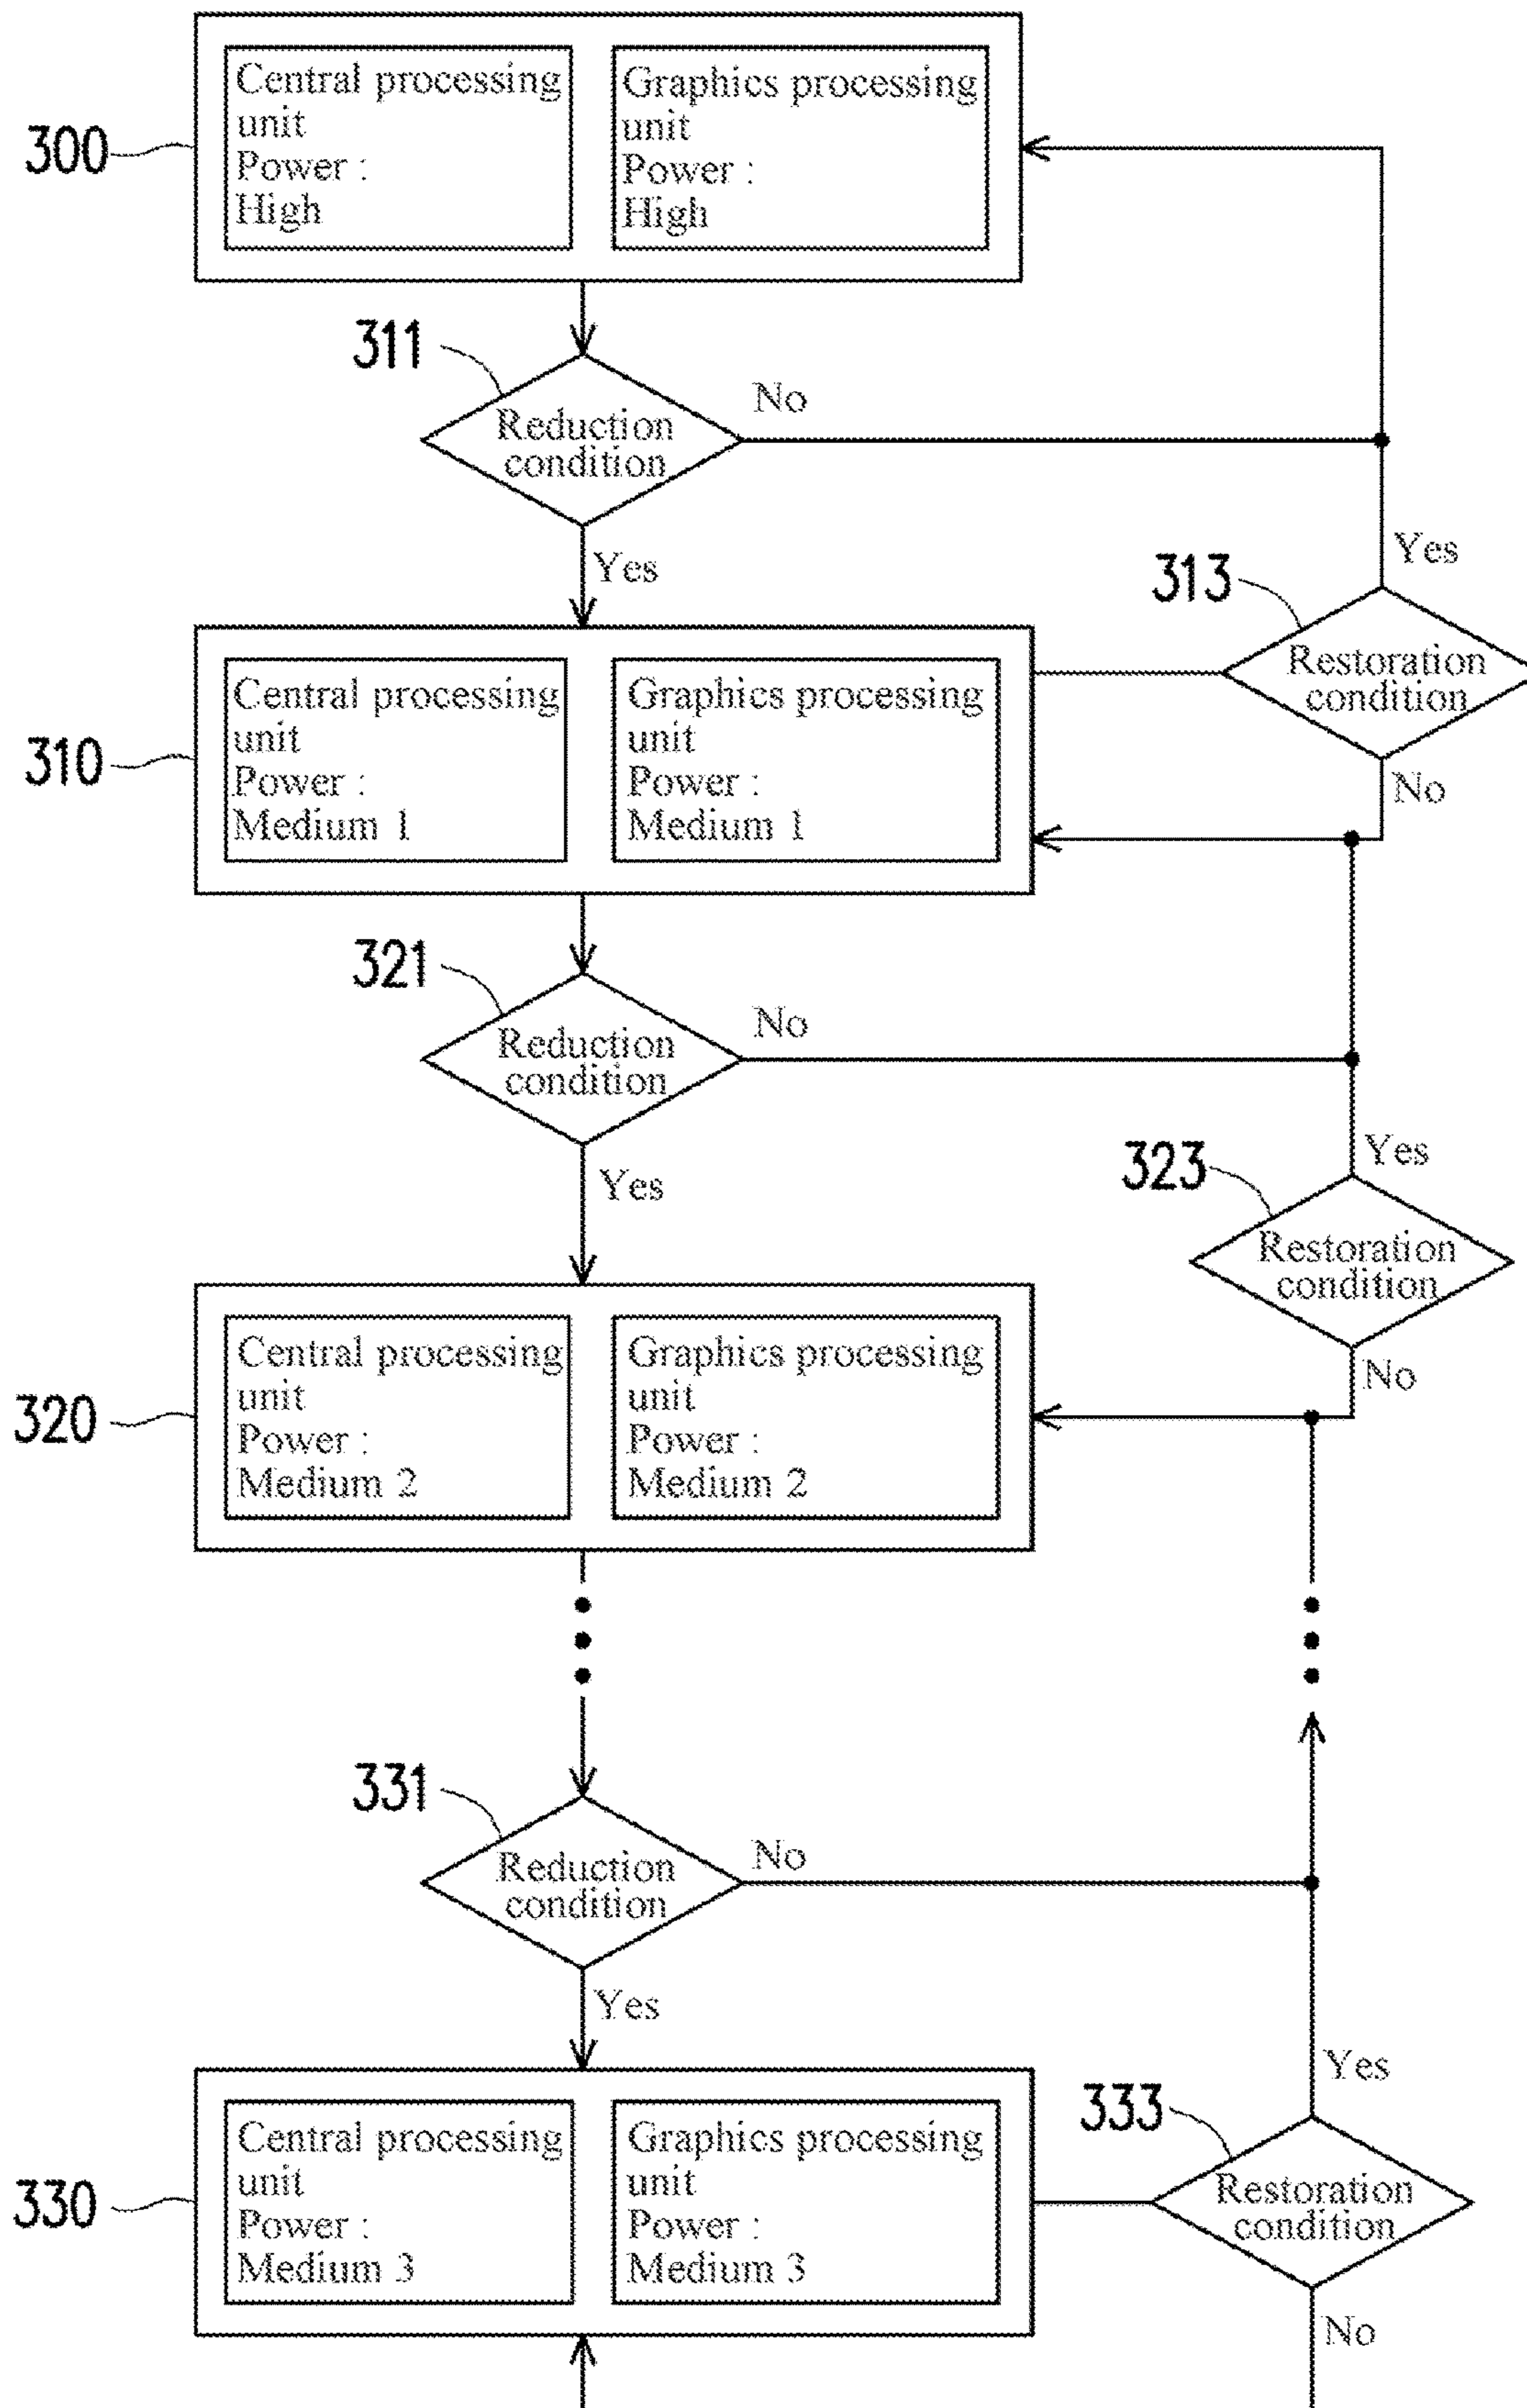 300
Central processing
unit
Power :
High
Graphics processing
unit
Power :
High
311
Reduction
condition
No
Yes
313
Restoration
condition
Yes
No
310
Central processing
unit
Power :
Medium 1
Graphics processing
unit
Power :
Medium 1
321
Reduction
condition
No
Yes
323
Restoration
condition
Yes
No
320
Central processing
unit
Power :
Medium 2
Graphics processing
unit
Power :
Medium 2
331
Reduction
condition
No
Yes
333
Restoration
condition
Yes
No
330
Central processing
unit
Power :
Medium 3
Graphics processing
unit
Power :
Medium 3